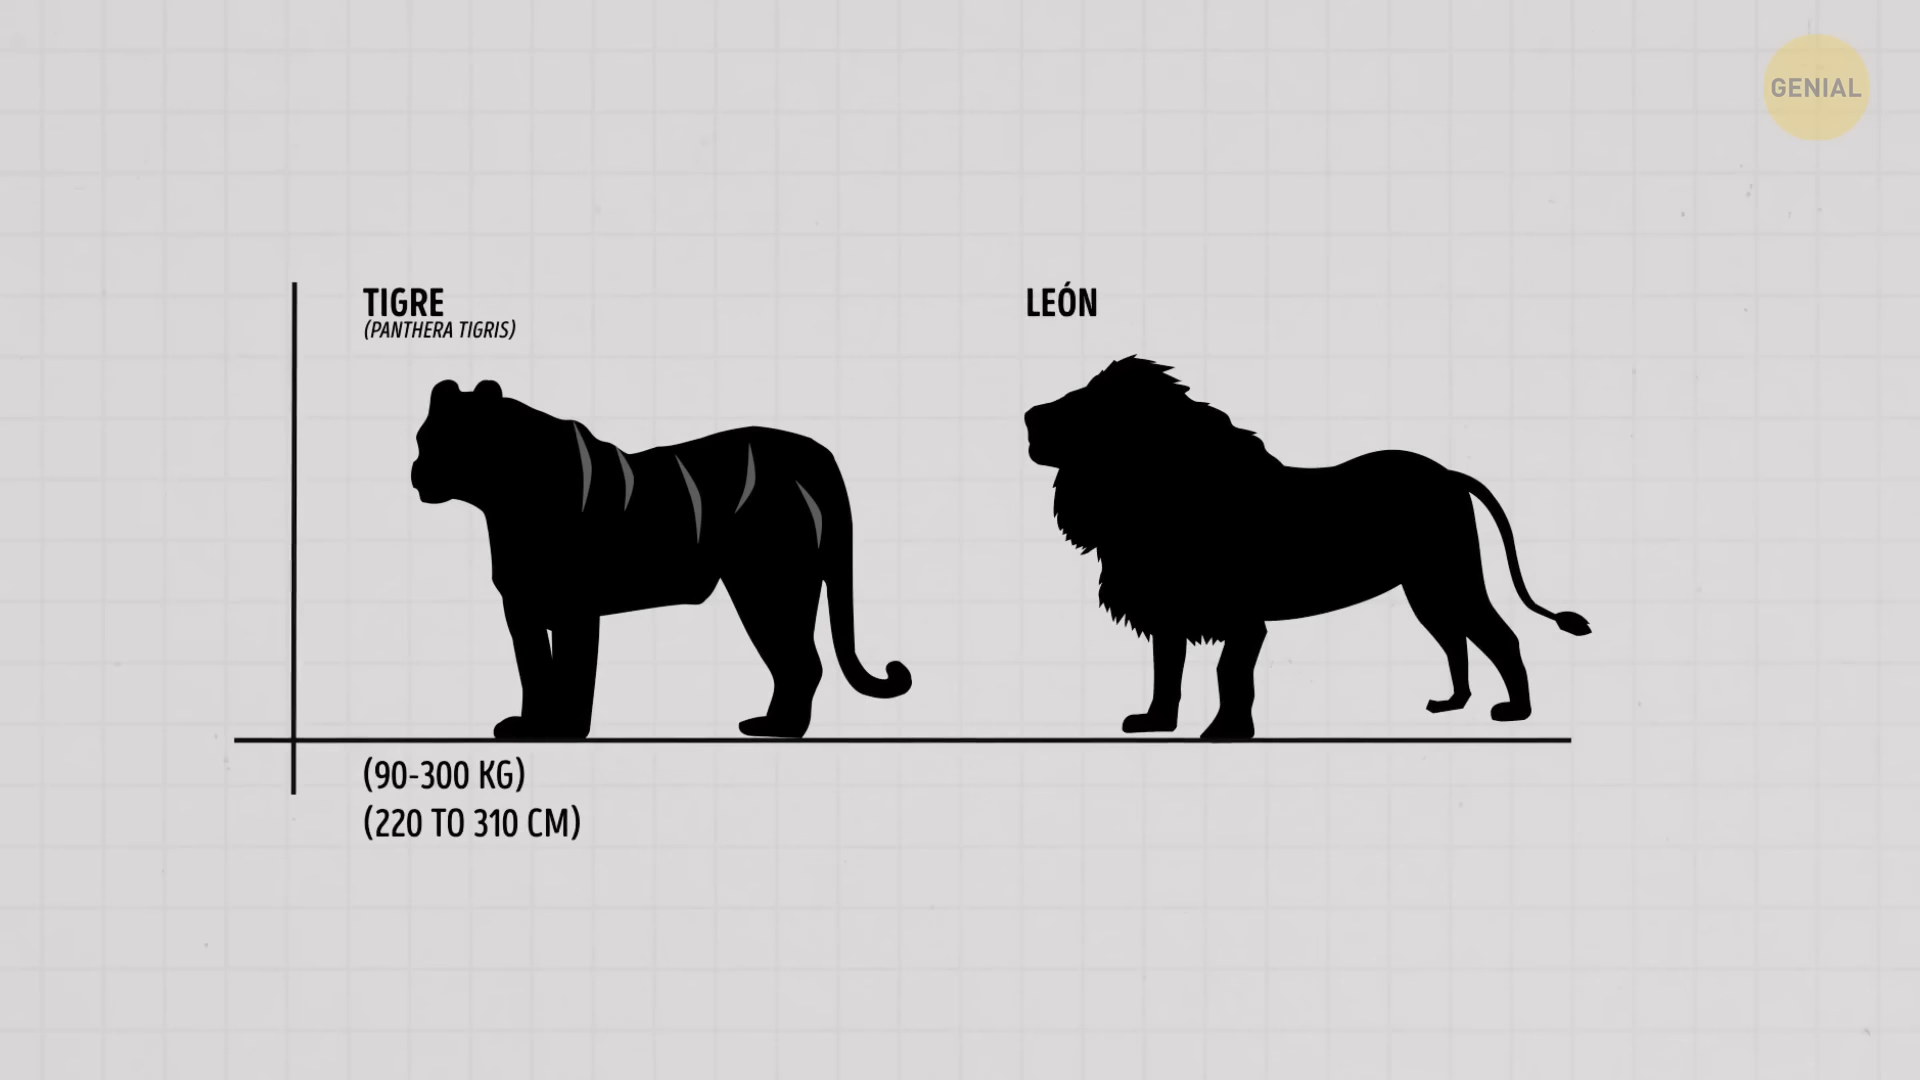 GENIAL
TIGRE
(PANTHERA TIGRIS)
LEÓN
(90-300 KG)
(220 TO 310 CM)